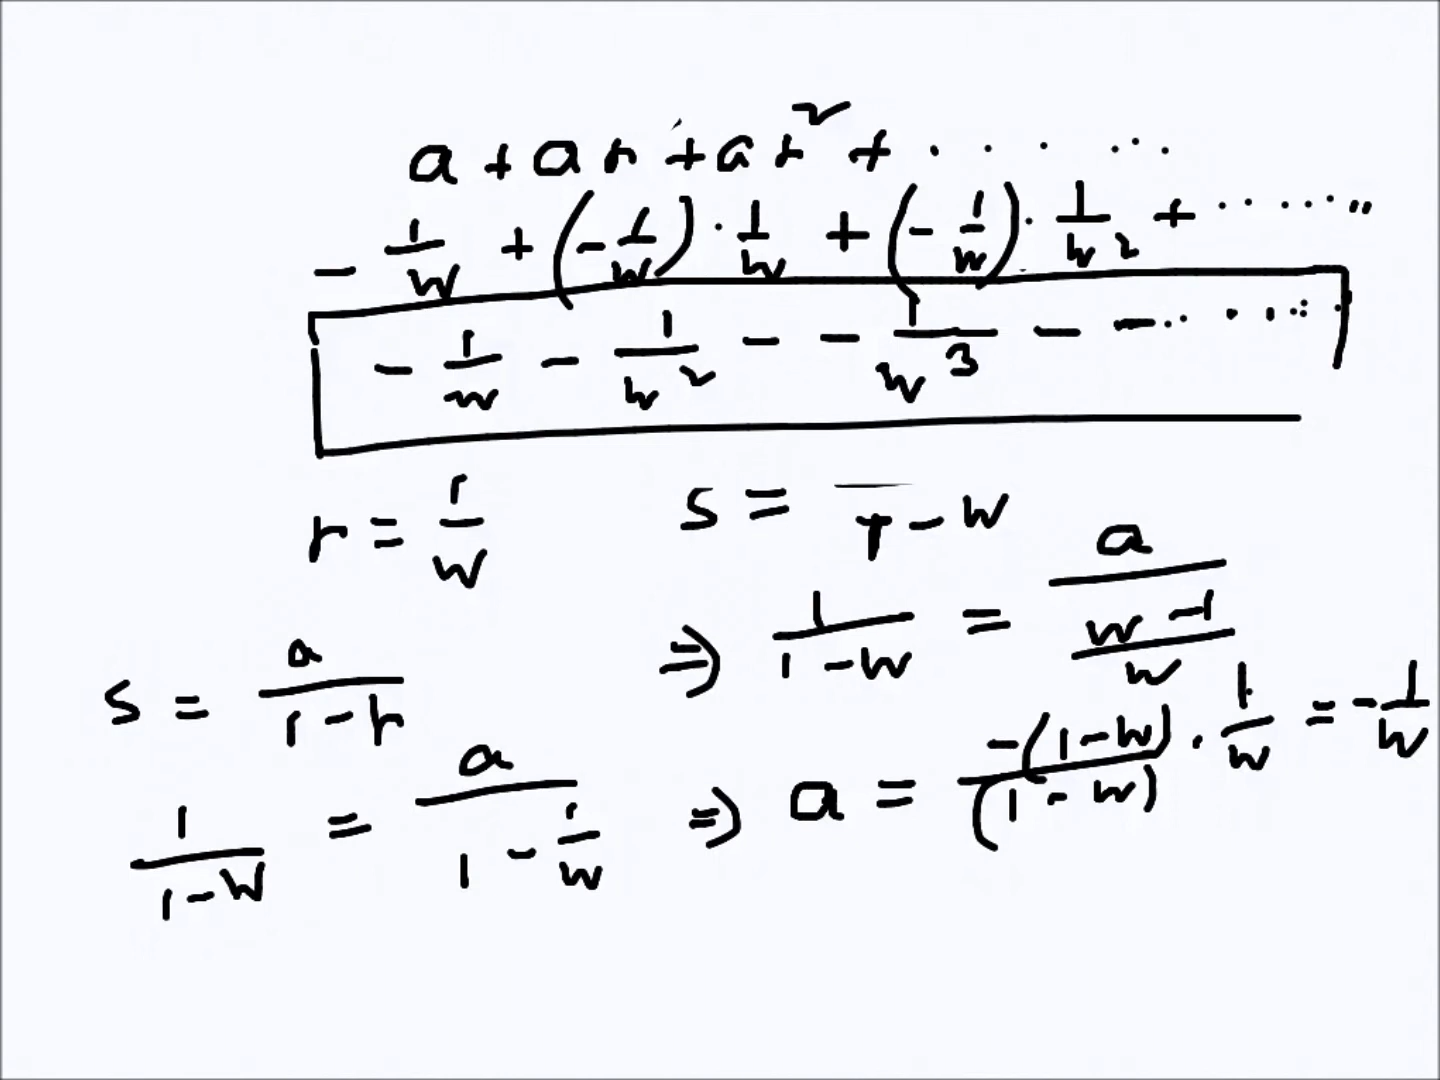 a + ar + ar² + . . . . . .
- 1/w + (-1/w) · 1/w + (-1/w) · 1/w² + . . . . . . . "
- 1/w - 1/w² - - 1/w³ - - . . . . . . .
r = 1/w
s = —/1-w
⇒ 1/1-w = a/(w-1/w)
s = a/1-r
1/1-w = a/(1 - 1/w)
⇒ a = -(1-w)/(1-w) · 1/w = -1/w